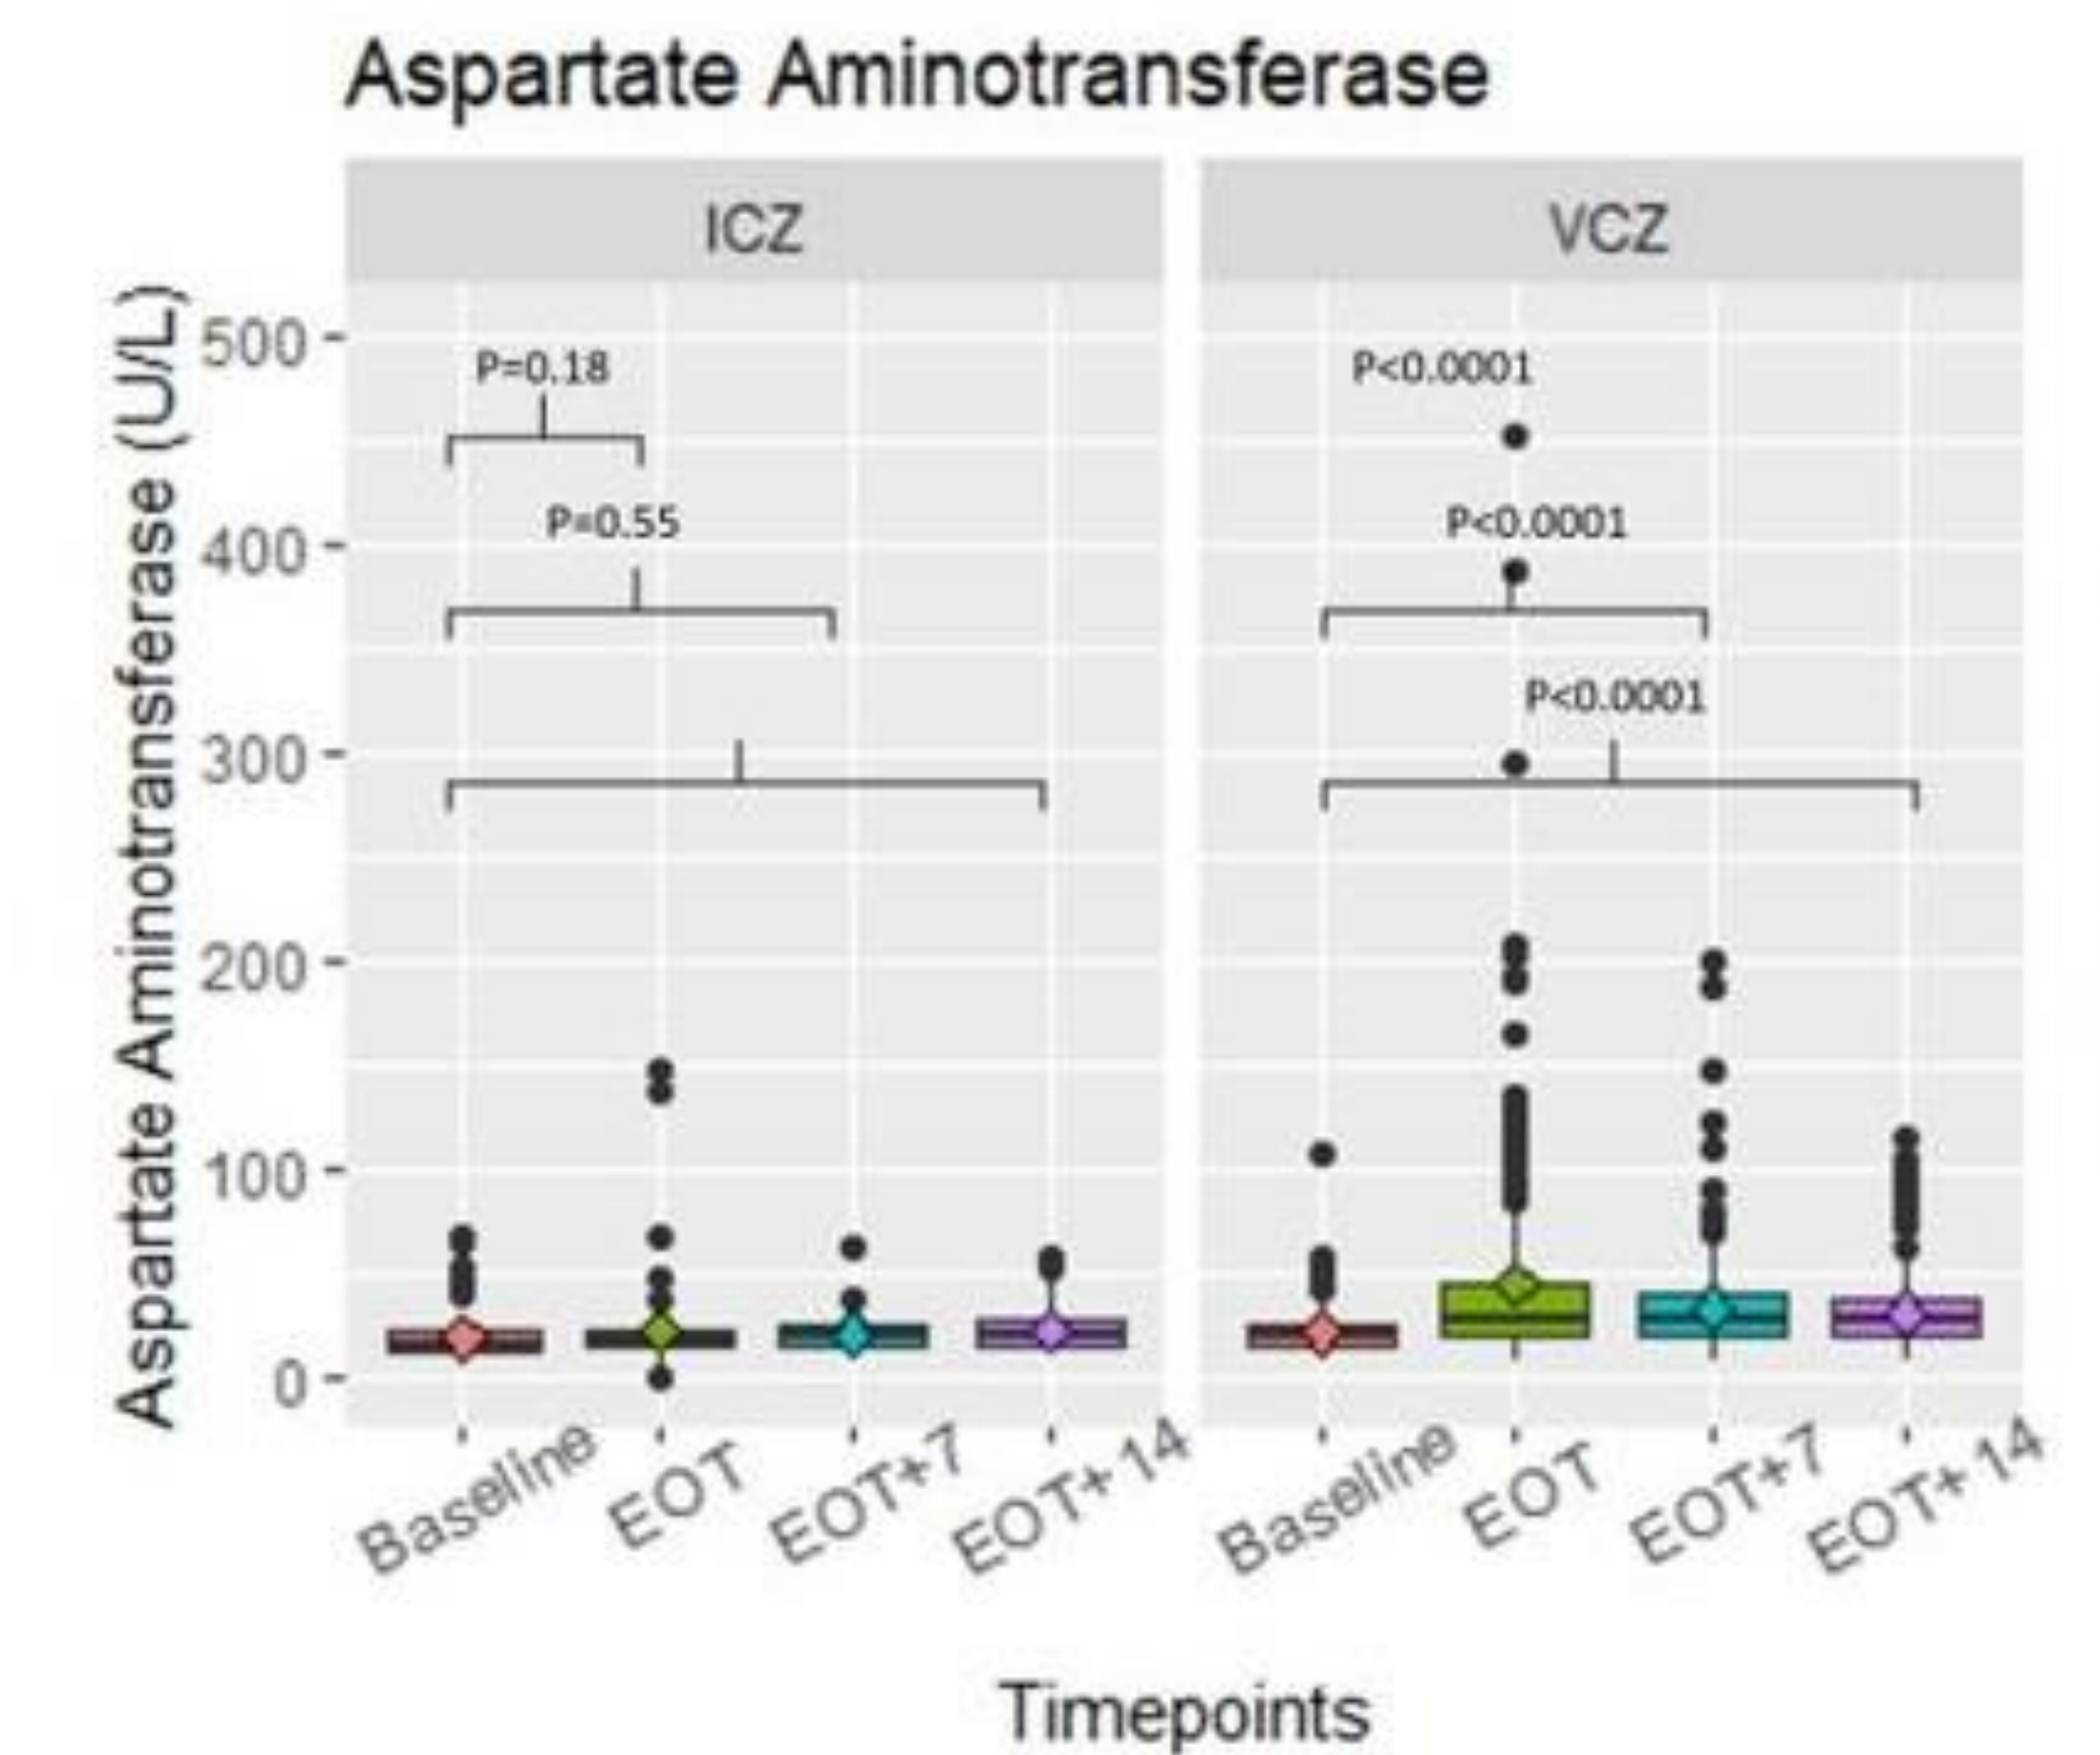 Aspartate Aminotransferase
ICZ
VCZ
Aspartate Aminotransferase (U/L)
500
400
300
200
100
0
P=0.18
P=0.55
P<0.0001
P<0.0001
P<0.0001
Baseline
EOT
EOT+7
EOT+14
Baseline
EOT
EOT+7
EOT+14
Timepoints